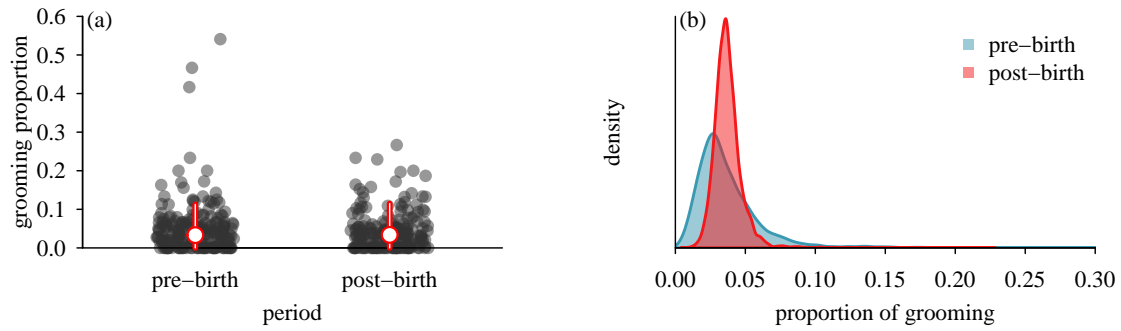 (a)
grooming proportion
0.6
0.5
0.4
0.3
0.2
0.1
0.0
pre−birth post−birth
period
(b)
density
pre−birth
post−birth
0.00 0.05 0.10 0.15 0.20 0.25 0.30
proportion of grooming